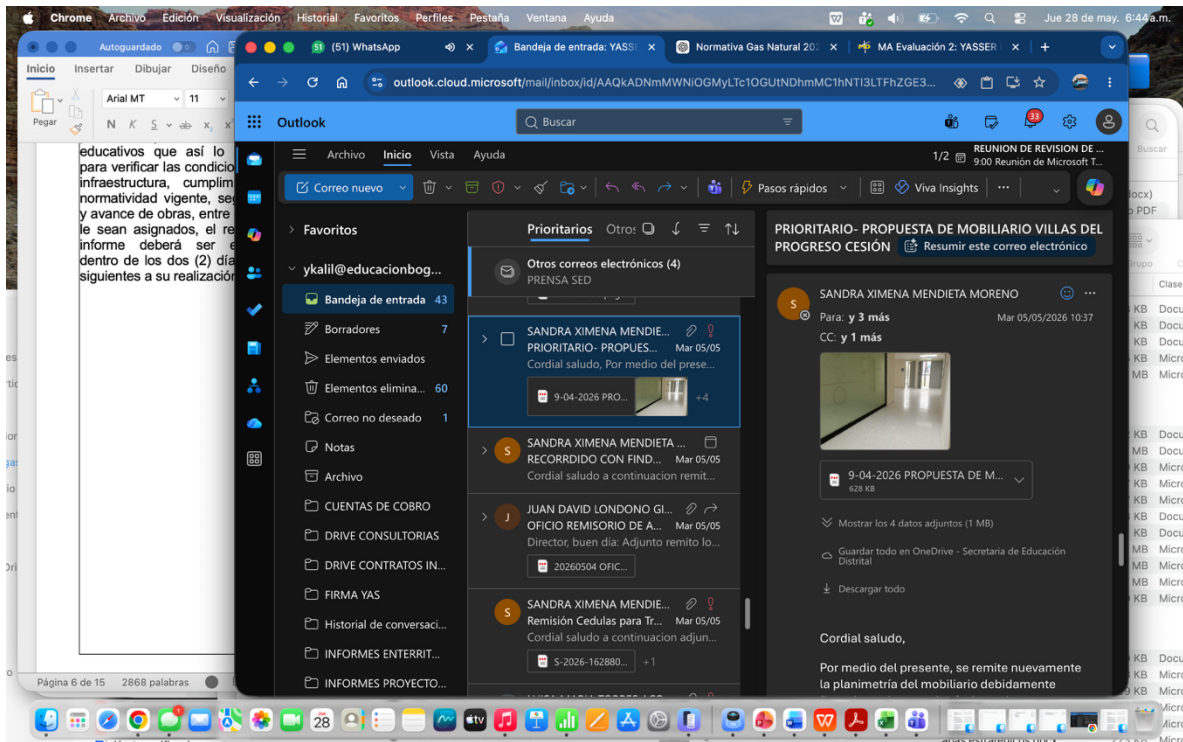 Chrome Archivo Edición Visualización Historial Favoritos Perfiles Pestaña Ventana Ayuda
Jue 28 de may. 6:44 a.m.
Autoguardado
Inicio Insertar Dibujar Diseño
Pegar
Arial MT 11
N K S ab x, x
educativos que así lo
para verificar las condicio
infraestructura, cumplim
normatividad vigente, seg
y avance de obras, entre
le sean asignados, el re
informe deberá ser e
dentro de los dos (2) día
siguientes a su realización
Página 6 de 15 2868 palabras
(51) WhatsApp
Bandeja de entrada: YASS
Normativa Gas Natural 202
MA Evaluación 2: YASSER
outlook.cloud.microsoft/mail/inbox/id/AAQkADNmMWNiOGMyLTc1OGUtNDhmMC1hNTI3LTFhZGE3...
Outlook
Buscar
33
Archivo Inicio Vista Ayuda
1/2 REUNION DE REVISION DE ...
9:00 Reunión de Microsoft T...
Correo nuevo
Pasos rápidos
Viva Insights
Favoritos
ykalil@educacionbog...
Bandeja de entrada 43
Borradores 7
Elementos enviados
Elementos elimina... 60
Correo no deseado 1
Notas
Archivo
CUENTAS DE COBRO
DRIVE CONSULTORIAS
DRIVE CONTRATOS IN...
FIRMA YAS
Historial de conversaci...
INFORMES ENTERRIT...
INFORMES PROYECTO...
Prioritarios Otros
Otros correos electrónicos (4)
PRENSA SED
SANDRA XIMENA MENDIE...
PRIORITARIO- PROPUES... Mar 05/05
Cordial saludo, Por medio del prese...
9-04-2026 PRO...
+4
SANDRA XIMENA MENDIETA ...
RECORRDIDO CON FIND... Mar 05/05
Cordial saludo a continuacion remit...
JUAN DAVID LONDONO GI...
OFICIO REMISORIO DE A... Mar 05/05
Director, buen dia: Adjunto remito lo...
20260504 OFIC...
SANDRA XIMENA MENDIE...
Remisión Cedulas para Tr... Mar 05/05
Cordial saludo a continuacion adjun...
S-2026-162880...
+1
PRIORITARIO- PROPUESTA DE MOBILIARIO VILLAS DEL
PROGRESO CESIÓN Resumir este correo electrónico
SANDRA XIMENA MENDIETA MORENO
Para: y 3 más Mar 05/05/2026 10:37
CC: y 1 más
9-04-2026 PROPUESTA DE M...
628 KB
Mostrar los 4 datos adjuntos (1 MB)
Guardar todo en OneDrive - Secretaria de Educación
Distrital
Descargar todo
Cordial saludo,
Por medio del presente, se remite nuevamente
la planimetría del mobiliario debidamente
Buscar
Clase
28